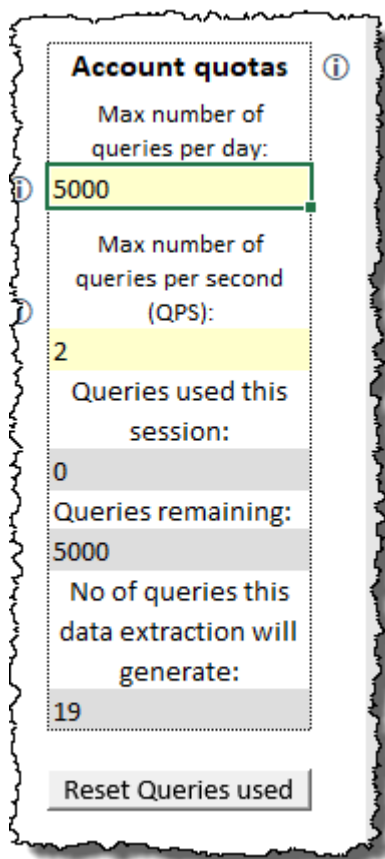 Account quotas
Max number of
queries per day:
5000
Max number of
queries per second
(QPS):
2
Queries used this
session:
0
Queries remaining:
5000
No of queries this
data extraction will
generate:
19
Reset Queries used